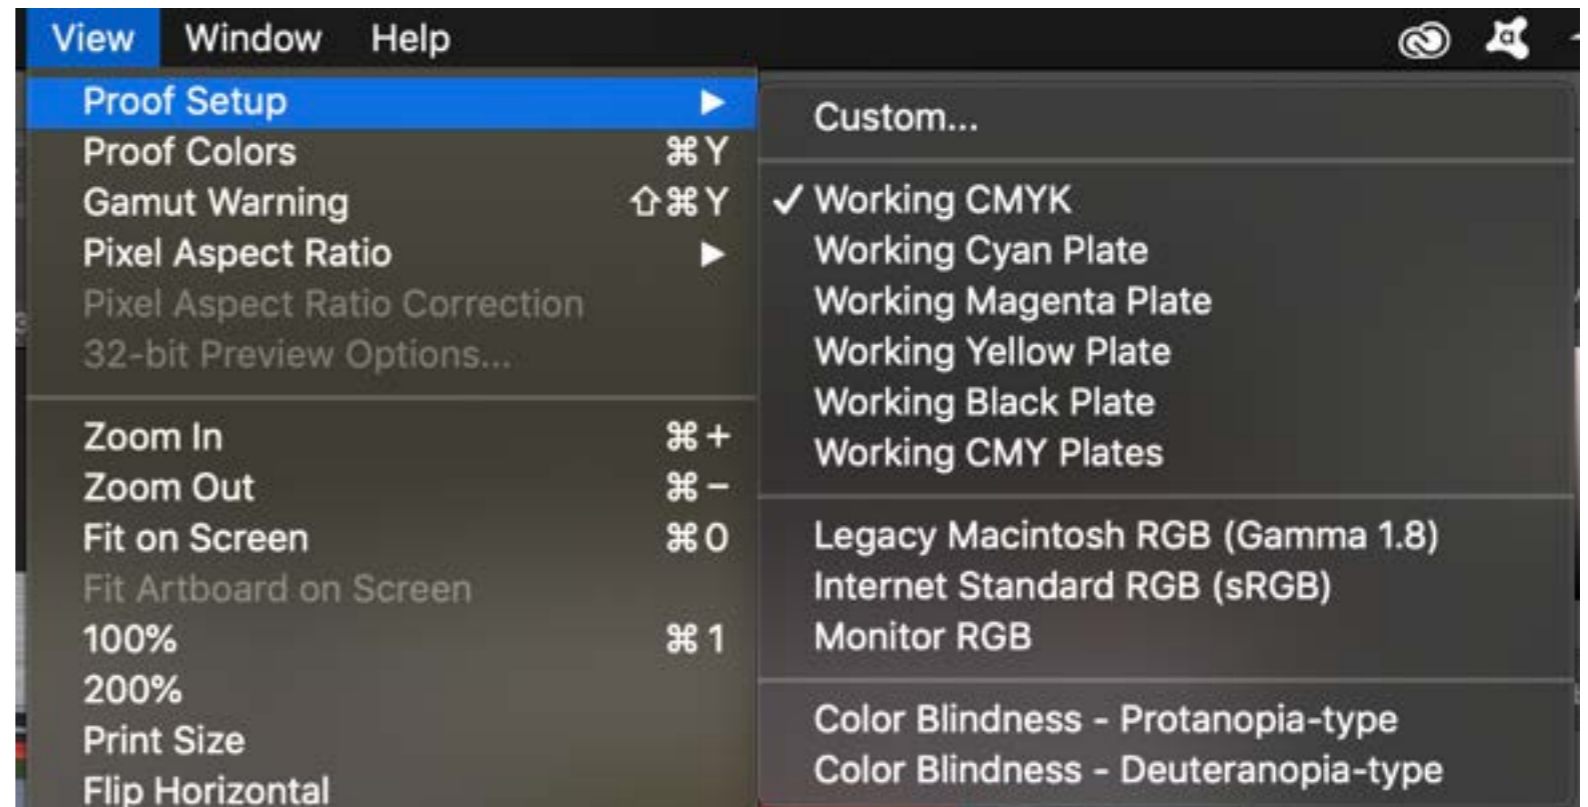 View Window Help
Proof Setup ▶
Proof Colors ⌘Y
Gamut Warning ⇧⌘Y
Pixel Aspect Ratio ▶
Pixel Aspect Ratio Correction
32-bit Preview Options...
Zoom In ⌘+
Zoom Out ⌘−
Fit on Screen ⌘0
Fit Artboard on Screen
100% ⌘1
200%
Print Size
Flip Horizontal
Custom...
✓ Working CMYK
Working Cyan Plate
Working Magenta Plate
Working Yellow Plate
Working Black Plate
Working CMY Plates
Legacy Macintosh RGB (Gamma 1.8)
Internet Standard RGB (sRGB)
Monitor RGB
Color Blindness - Protanopia-type
Color Blindness - Deuteranopia-type